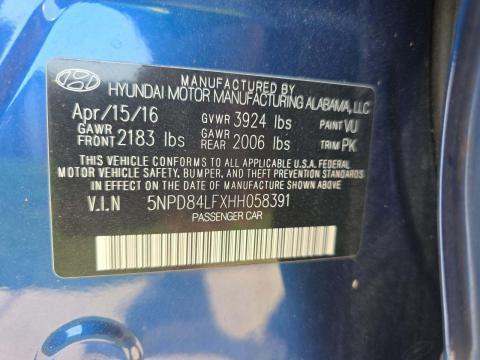 MANUFACTURED BY
HYUNDAI MOTOR MANUFACTURING ALABAMA, LLC
Apr/15/16 GVWR 3924 lbs PAINT VU
GAWR FRONT 2183 lbs GAWR REAR 2006 lbs TRIM PK
THIS VEHICLE CONFORMS TO ALL APPLICABLE U.S.A. FEDERAL
MOTOR VEHICLE SAFETY, BUMPER, AND THEFT PREVENTION STANDARDS
IN EFFECT ON THE DATE OF MANUFACTURE SHOWN ABOVE.
V.I.N 5NPD84LFXHH058391
PASSENGER CAR